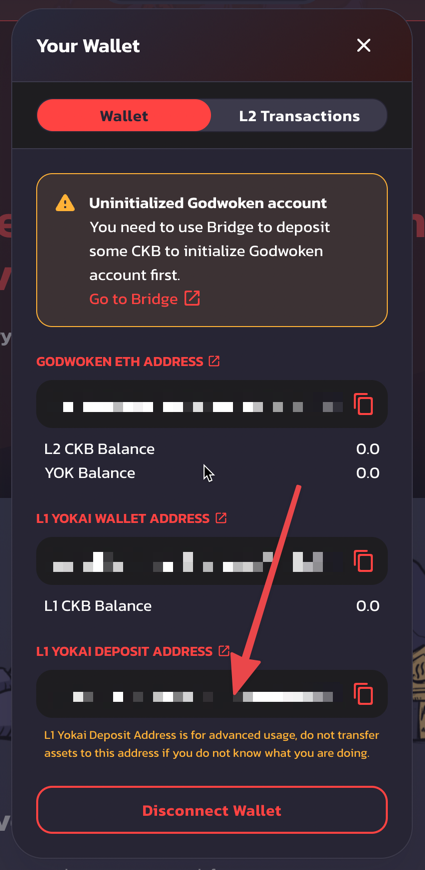 Your Wallet
Wallet
L2 Transactions
Uninitialized Godwoken account
You need to use Bridge to deposit
some CKB to initialize Godwoken
account first.
Go to Bridge
GODWOKEN ETH ADDRESS
L2 CKB Balance 0.0
YOK Balance 0.0
L1 YOKAI WALLET ADDRESS
L1 CKB Balance 0.0
L1 YOKAI DEPOSIT ADDRESS
L1 Yokai Deposit Address is for advanced usage, do not transfer
assets to this address if you do not know what you are doing.
Disconnect Wallet